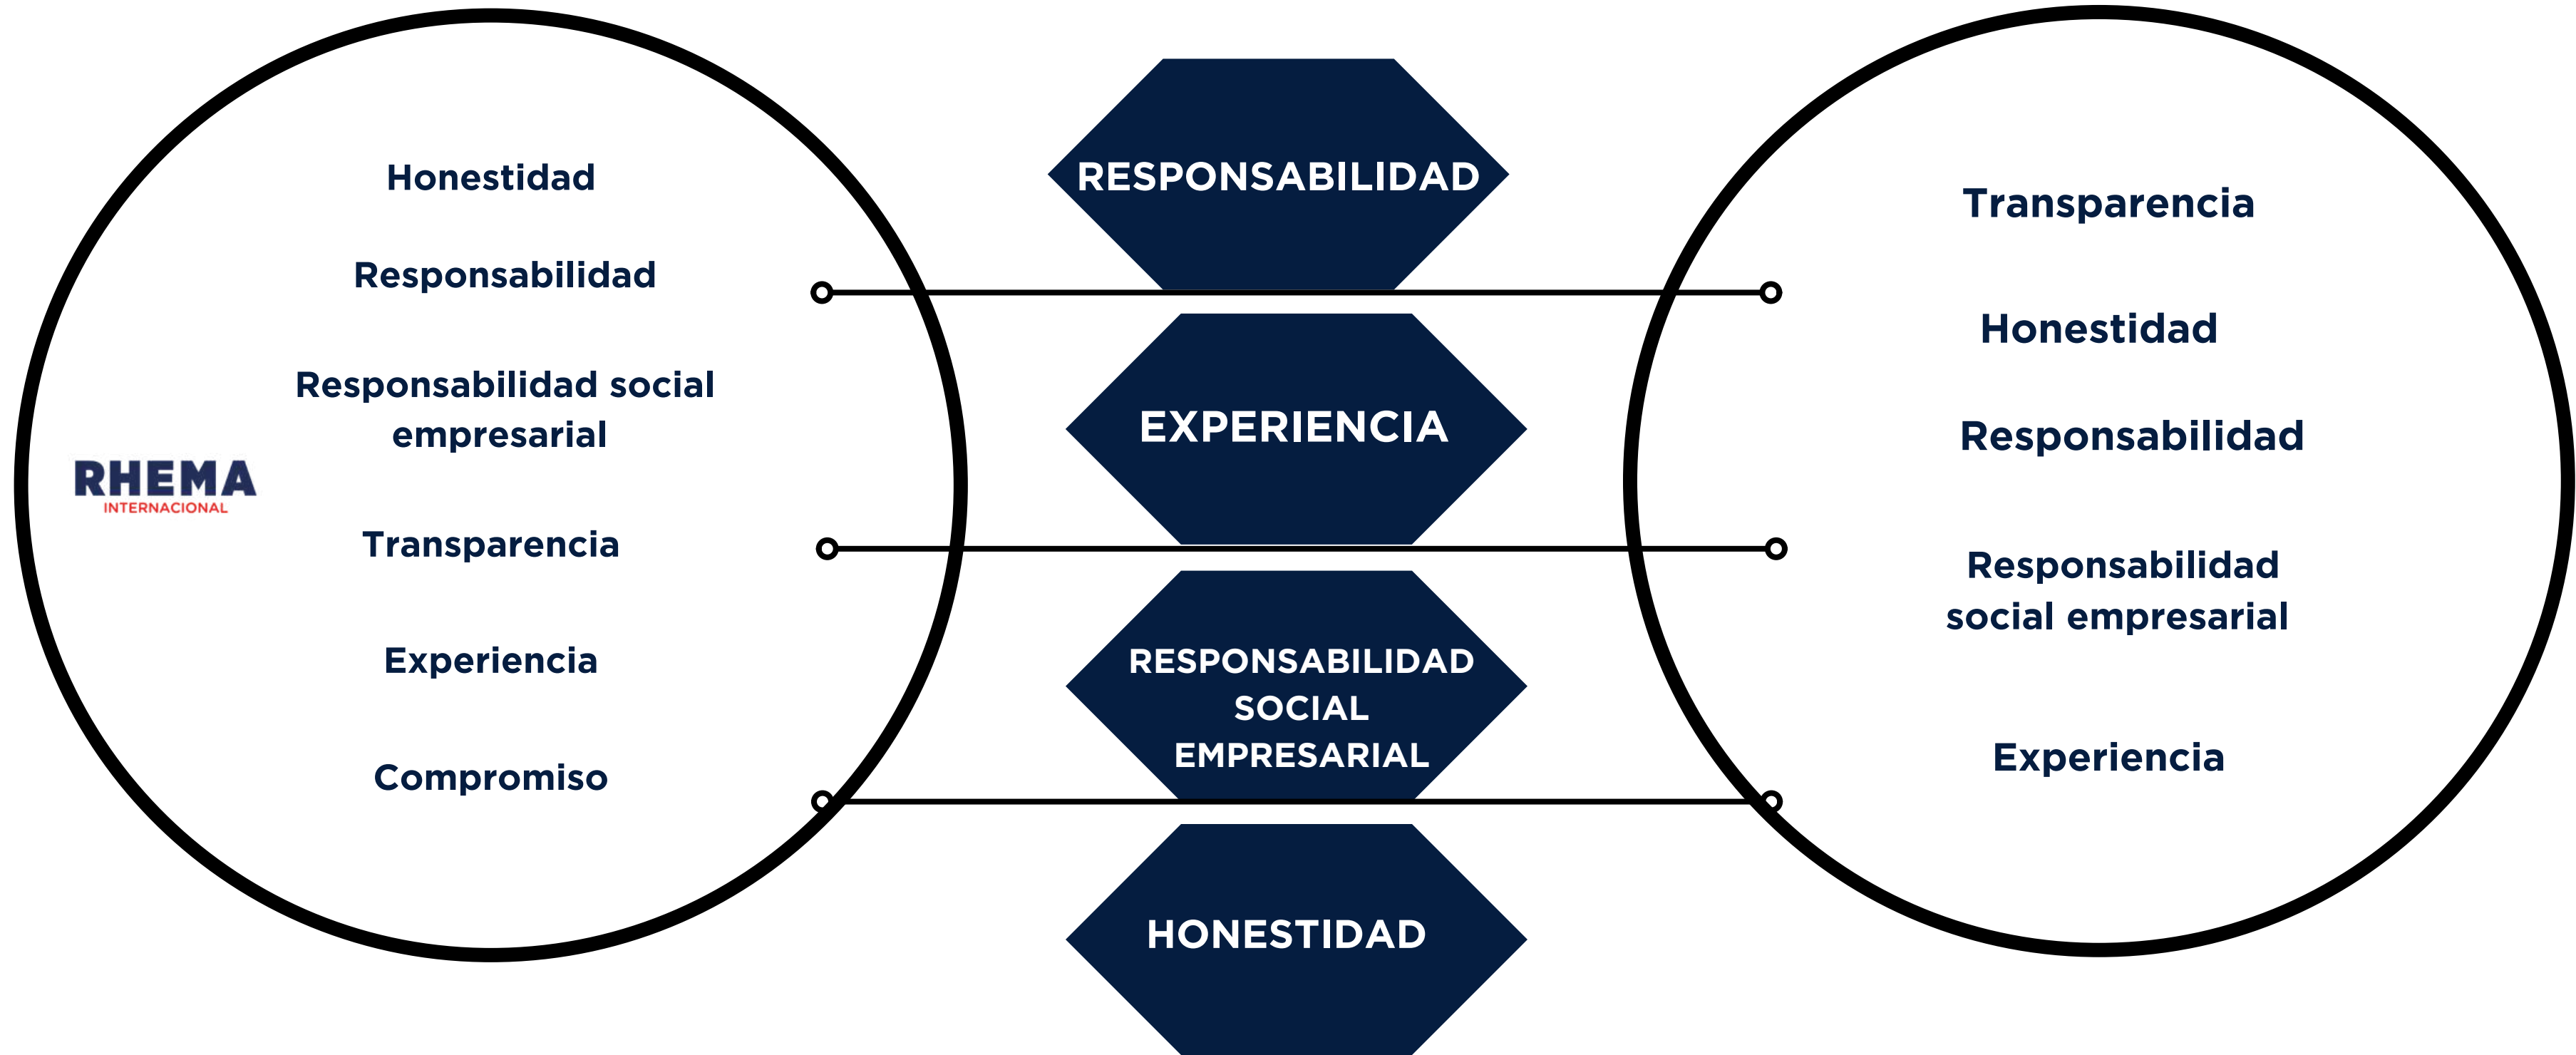 Honestidad
Responsabilidad
Responsabilidad social
empresarial
RHEMA
INTERNACIONAL
Transparencia
Experiencia
Compromiso
RESPONSABILIDAD
EXPERIENCIA
RESPONSABILIDAD
SOCIAL
EMPRESARIAL
HONESTIDAD
Transparencia
Honestidad
Responsabilidad
Responsabilidad
social empresarial
Experiencia